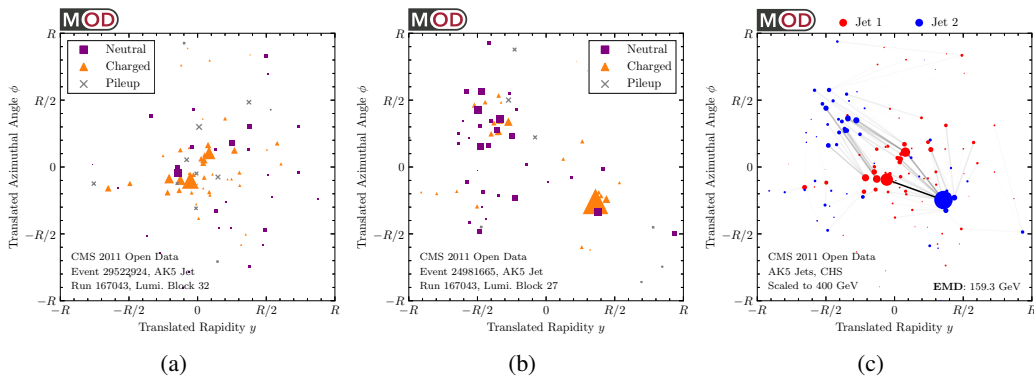 MOD
R
Neutral
Charged
Pileup
R/2
0
−R/2
−R
Translated Azimuthal Angle ϕ
CMS 2011 Open Data
Event 29522924, AK5 Jet
Run 167043, Lumi. Block 32
−R −R/2 0 R/2 R
Translated Rapidity y
(a)
MOD
R
Neutral
Charged
Pileup
R/2
0
−R/2
−R
Translated Azimuthal Angle ϕ
CMS 2011 Open Data
Event 24981665, AK5 Jet
Run 167043, Lumi. Block 27
−R −R/2 0 R/2 R
Translated Rapidity y
(b)
MOD
Jet 1 Jet 2
R
R/2
0
−R/2
−R
Translated Azimuthal Angle ϕ
CMS 2011 Open Data
AK5 Jets, CHS
Scaled to 400 GeV
EMD: 159.3 GeV
−R −R/2 0 R/2 R
Translated Rapidity y
(c)